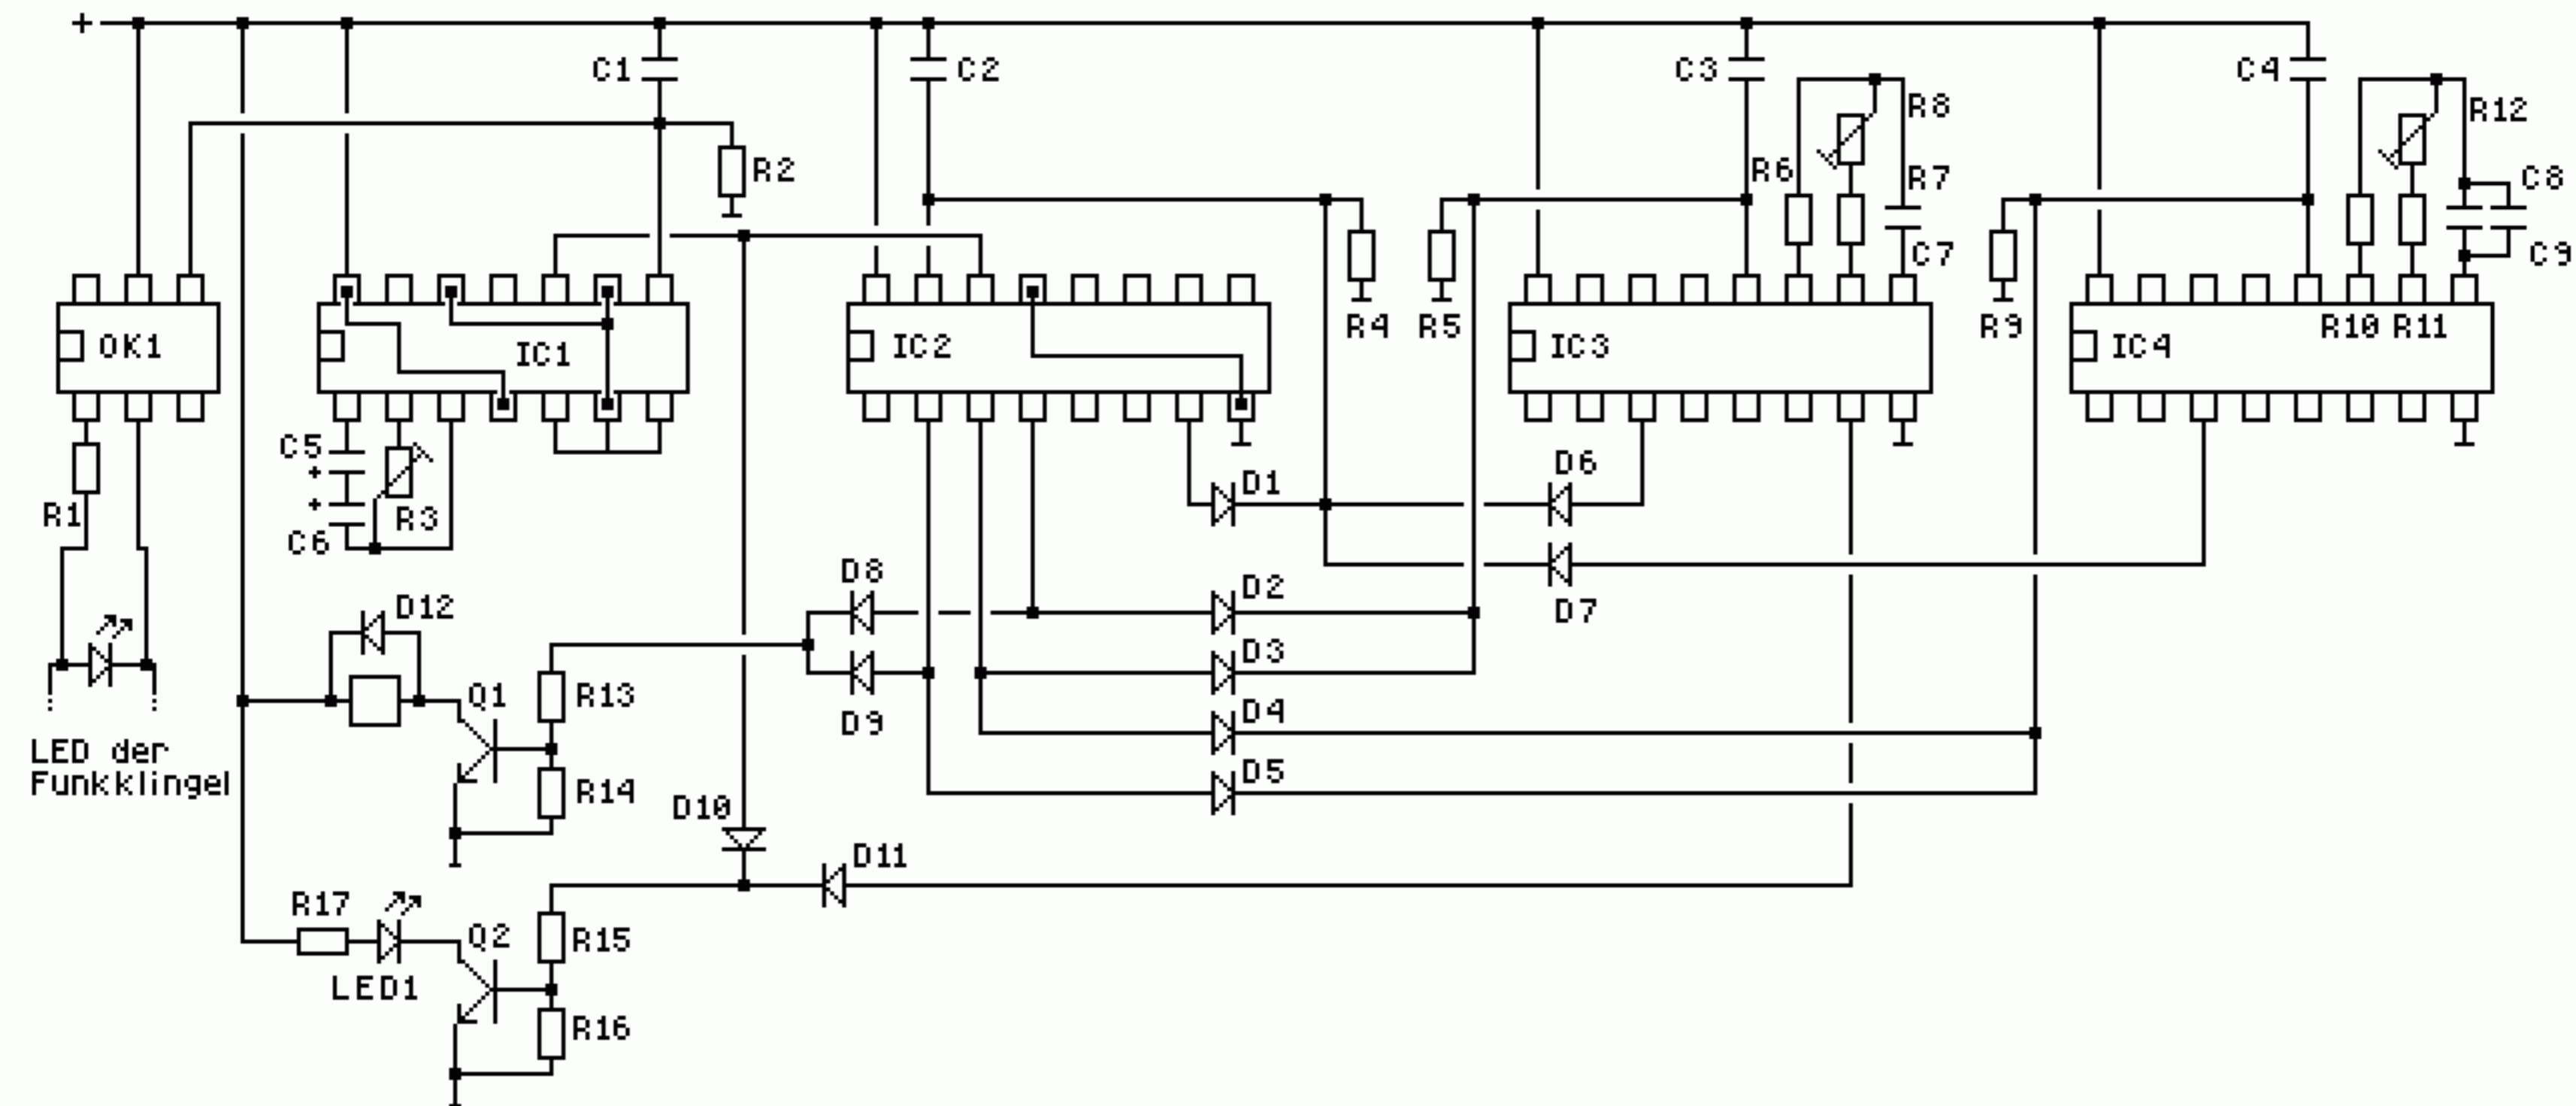 +
C1
C2
C3
C4
R8
R12
R2
R6
R7
C8
C7
C9
OK1
IC1
IC2
R4
R5
IC3
R9
IC4
R10
R11
C5
+
+
R1
R3
C6
D1
D6
D7
D8
D2
D12
D3
Q1
R13
D9
D4
LED der
Funkklingel
R14
D5
D10
D11
R17
Q2
R15
LED1
R16